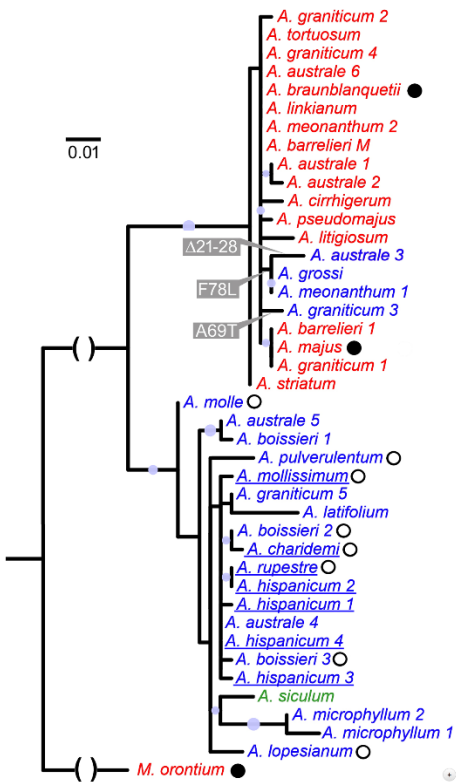 A. graniticum 2
A. tortuosum
A. graniticum 4
A. australe 6
A. braunblanquetii
A. linkianum
A. meonanthum 2
A. barrelieri M
0.01
A. australe 1
A. australe 2
A. cirrhigerum
A. pseudomajus
A. litigiosum
Δ21-28
A. australe 3
A. grossi
F78L
A. meonanthum 1
A. graniticum 3
A69T
A. barrelieri 1
A. majus
A. graniticum 1
A. striatum
A. molle
A. australe 5
A. boissieri 1
A. pulverulentum
A. mollissimum
A. graniticum 5
A. latifolium
A. boissieri 2
A. charidemi
A. rupestre
A. hispanicum 2
A. hispanicum 1
A. australe 4
A. hispanicum 4
A. boissieri 3
A. hispanicum 3
A. siculum
A. microphyllum 2
A. microphyllum 1
A. lopesianum
M. orontium